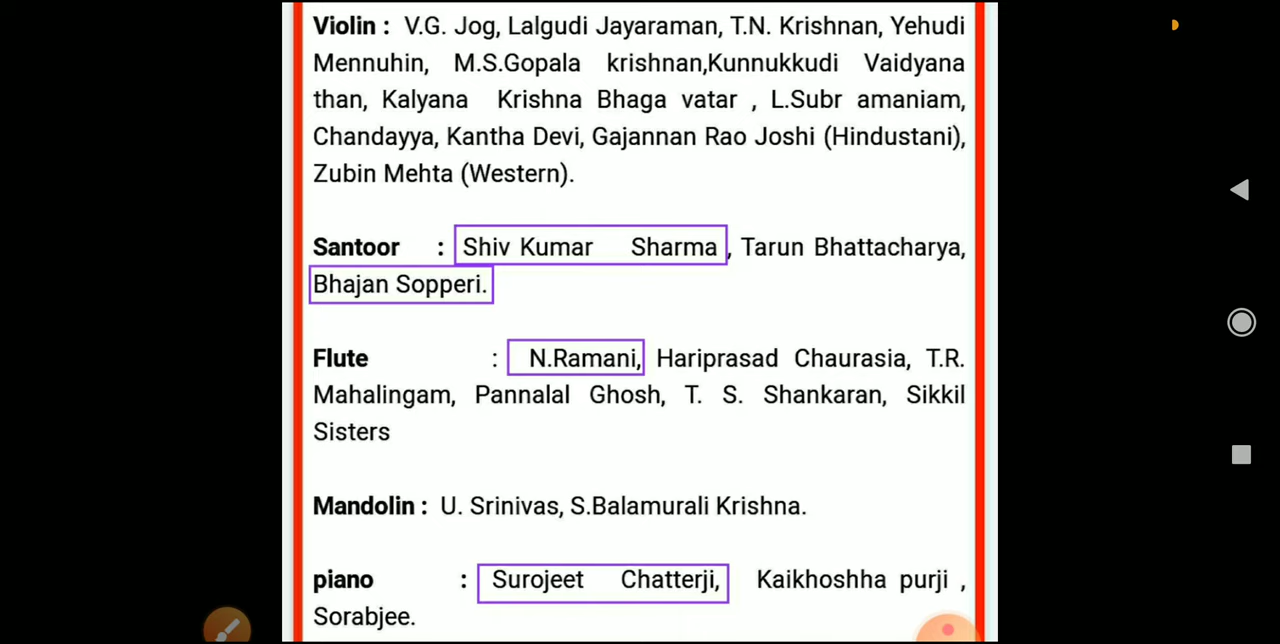 Violin : V.G. Jog, Lalgudi Jayaraman, T.N. Krishnan, Yehudi
Mennuhin, M.S.Gopala krishnan,Kunnukkudi Vaidyana
than, Kalyana Krishna Bhaga vatar , L.Subr amaniam,
Chandayya, Kantha Devi, Gajannan Rao Joshi (Hindustani),
Zubin Mehta (Western).
Santoor : Shiv Kumar Sharma , Tarun Bhattacharya,
Bhajan Sopperi.
Flute : N.Ramani, Hariprasad Chaurasia, T.R.
Mahalingam, Pannalal Ghosh, T. S. Shankaran, Sikkil
Sisters
Mandolin : U. Srinivas, S.Balamurali Krishna.
piano : Surojeet Chatterji, Kaikhoshha purji ,
Sorabjee.